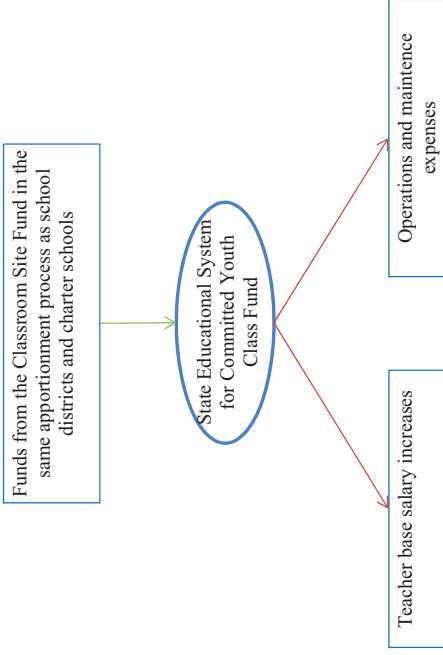 Funds from the Classroom Site Fund in the
same apportionment process as school
districts and charter schools
State Educational System
for Committed Youth
Class Fund
Teacher base salary increases
Operations and maintence
expenses